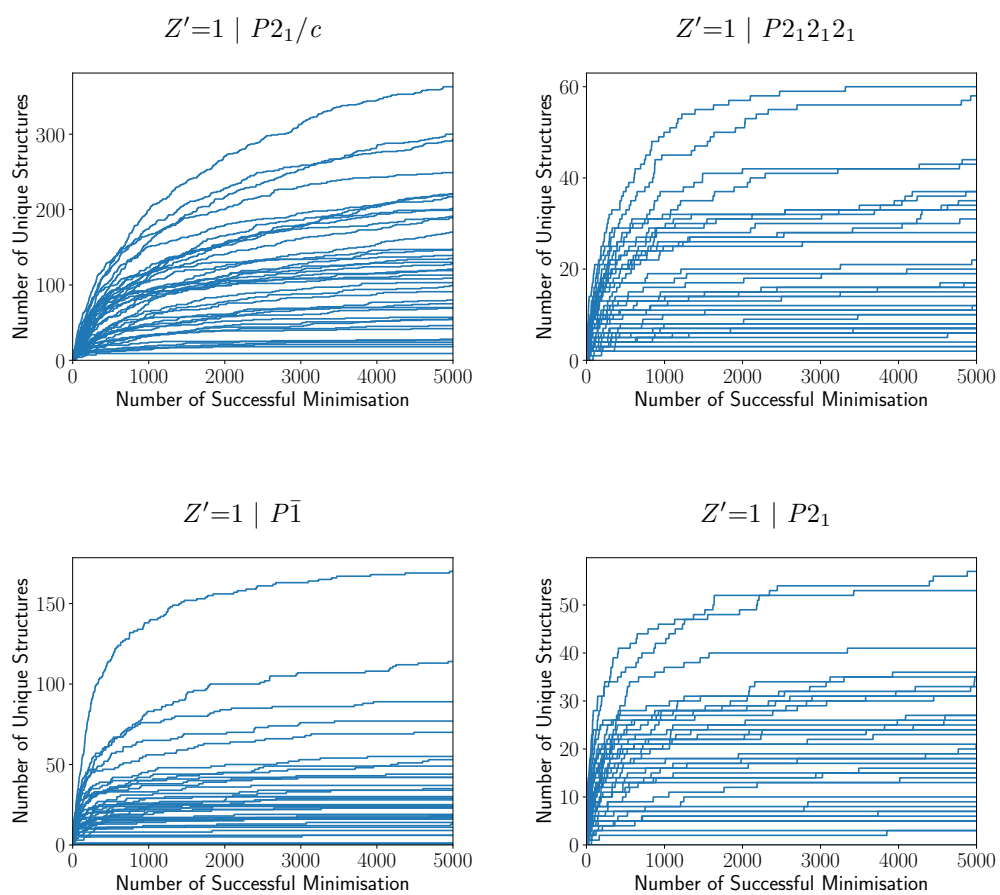 Z′=1 | P2₁/c
Number of Unique Structures
300
200
100
0
0 1000 2000 3000 4000 5000
Number of Successful Minimisation
Z′=1 | P2₁2₁2₁
Number of Unique Structures
60
40
20
0
0 1000 2000 3000 4000 5000
Number of Successful Minimisation
Z′=1 | P1̄
Number of Unique Structures
150
100
50
0
0 1000 2000 3000 4000 5000
Number of Successful Minimisation
Z′=1 | P2₁
Number of Unique Structures
50
40
30
20
10
0
0 1000 2000 3000 4000 5000
Number of Successful Minimisation